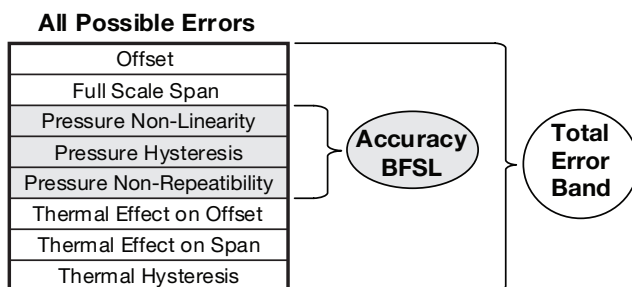 All Possible Errors
Offset
Full Scale Span
Pressure Non-Linearity
Pressure Hysteresis
Pressure Non-Repeatibility
Thermal Effect on Offset
Thermal Effect on Span
Thermal Hysteresis
Accuracy
BFSL
Total
Error
Band